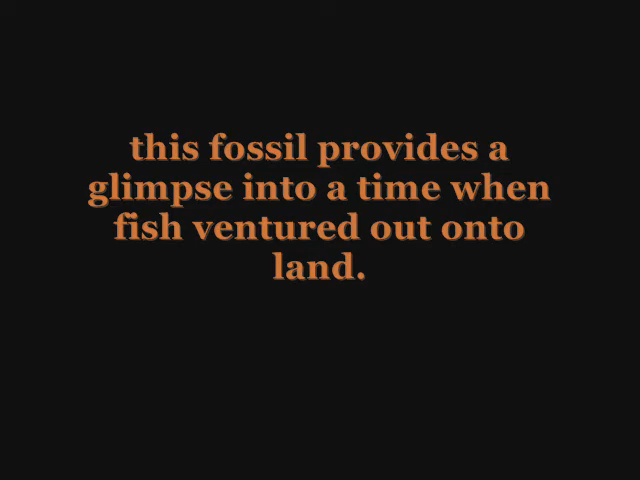 this fossil provides a
glimpse into a time when
fish ventured out onto
land.